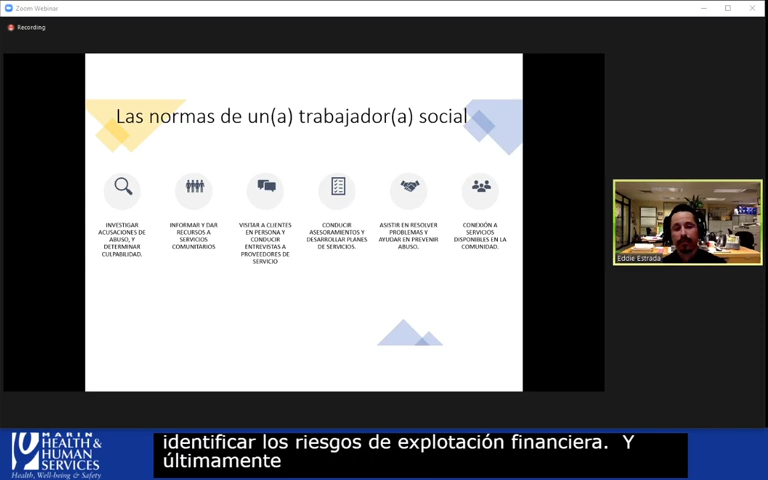 Zoom Webinar
Recording
Las normas de un(a) trabajador(a) social
INVESTIGAR
ACUSACIONES DE
ABUSO, Y
DETERMINAR
CULPABILIDAD.
INFORMAR Y DAR
RECURSOS A
SERVICIOS
COMUNITARIOS
VISITAR A CLIENTES
EN PERSONA Y
CONDUCIR
ENTREVISTAS A
PROVEEDORES DE
SERVICIO
CONDUCIR
ASESORAMIENTOS Y
DESARROLLAR PLANES
DE SERVICIOS.
ASISTIR EN RESOLVER
PROBLEMAS Y
AYUDAR EN PREVENIR
ABUSO.
CONEXIÓN A
SERVICIOS
DISPONIBLES EN LA
COMUNIDAD.
Eddie Estrada
MARIN
HEALTH &
HUMAN
SERVICES
Health, Well-being & Safety
identificar los riesgos de explotación financiera. Y
últimamente